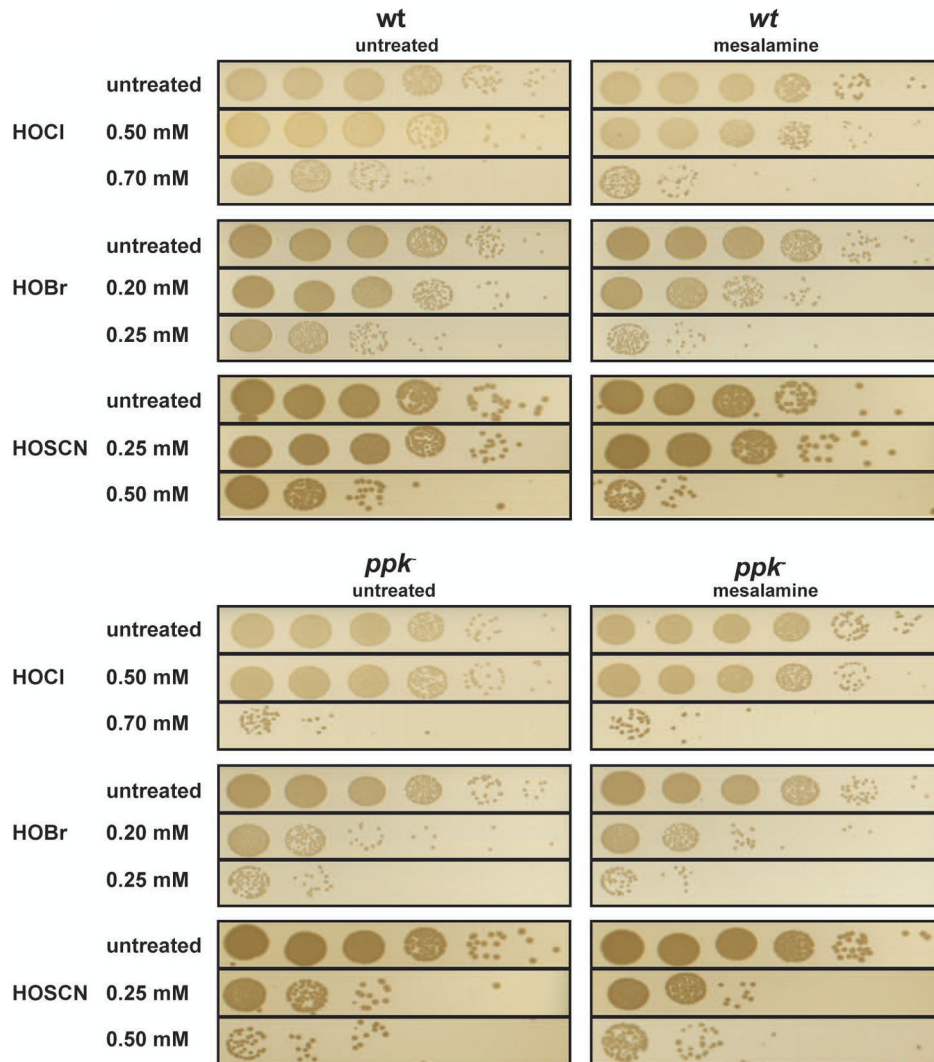 wt wt
untreated mesalamine
untreated
HOCl 0.50 mM
0.70 mM
untreated
HOBr 0.20 mM
0.25 mM
untreated
HOSCN 0.25 mM
0.50 mM
ppk- ppk-
untreated mesalamine
untreated
HOCl 0.50 mM
0.70 mM
untreated
HOBr 0.20 mM
0.25 mM
untreated
HOSCN 0.25 mM
0.50 mM